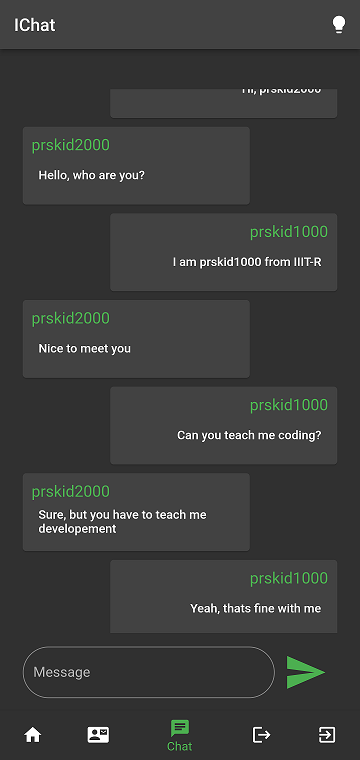 IChat
Hi, prskid2000
prskid2000
Hello, who are you?
prskid1000
I am prskid1000 from IIIT-R
prskid2000
Nice to meet you
prskid1000
Can you teach me coding?
prskid2000
Sure, but you have to teach me
developement
prskid1000
Yeah, thats fine with me
Message
Chat